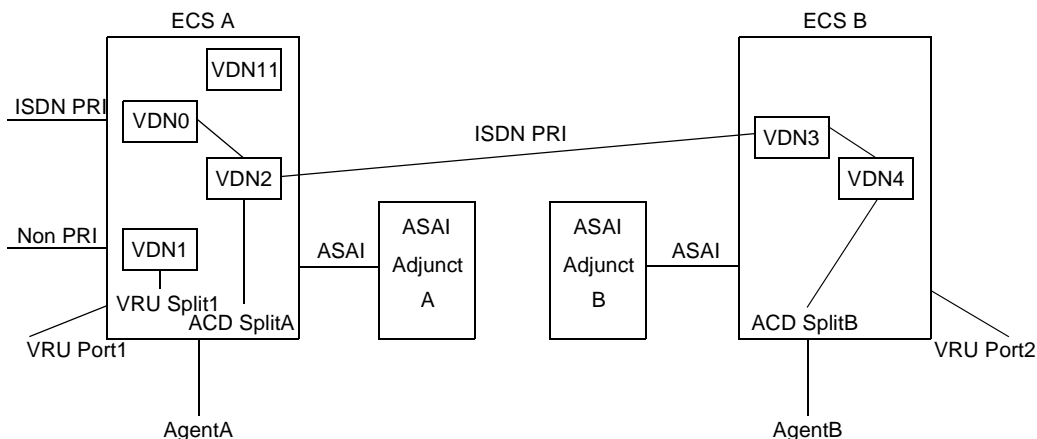 ECS A
ECS B
VDN11
ISDN PRI
VDN0
ISDN PRI
VDN3
VDN2
VDN4
Non PRI
VDN1
ASAI
ASAI
Adjunct
A
ASAI
Adjunct
B
ASAI
VRU Split1
ACD SplitA
ACD SplitB
VRU Port1
VRU Port2
AgentA
AgentB